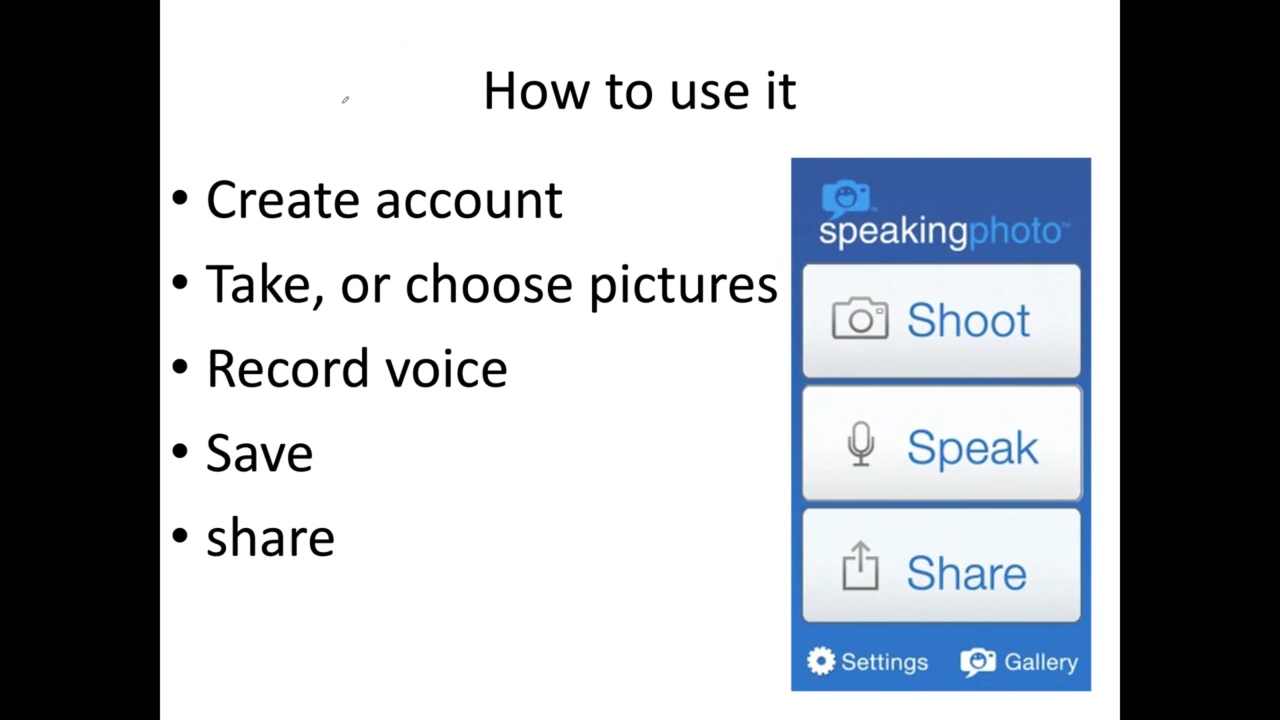 How to use it
• Create account
• Take, or choose pictures
• Record voice
• Save
• share
speakingphoto™
Shoot
Speak
Share
Settings
Gallery